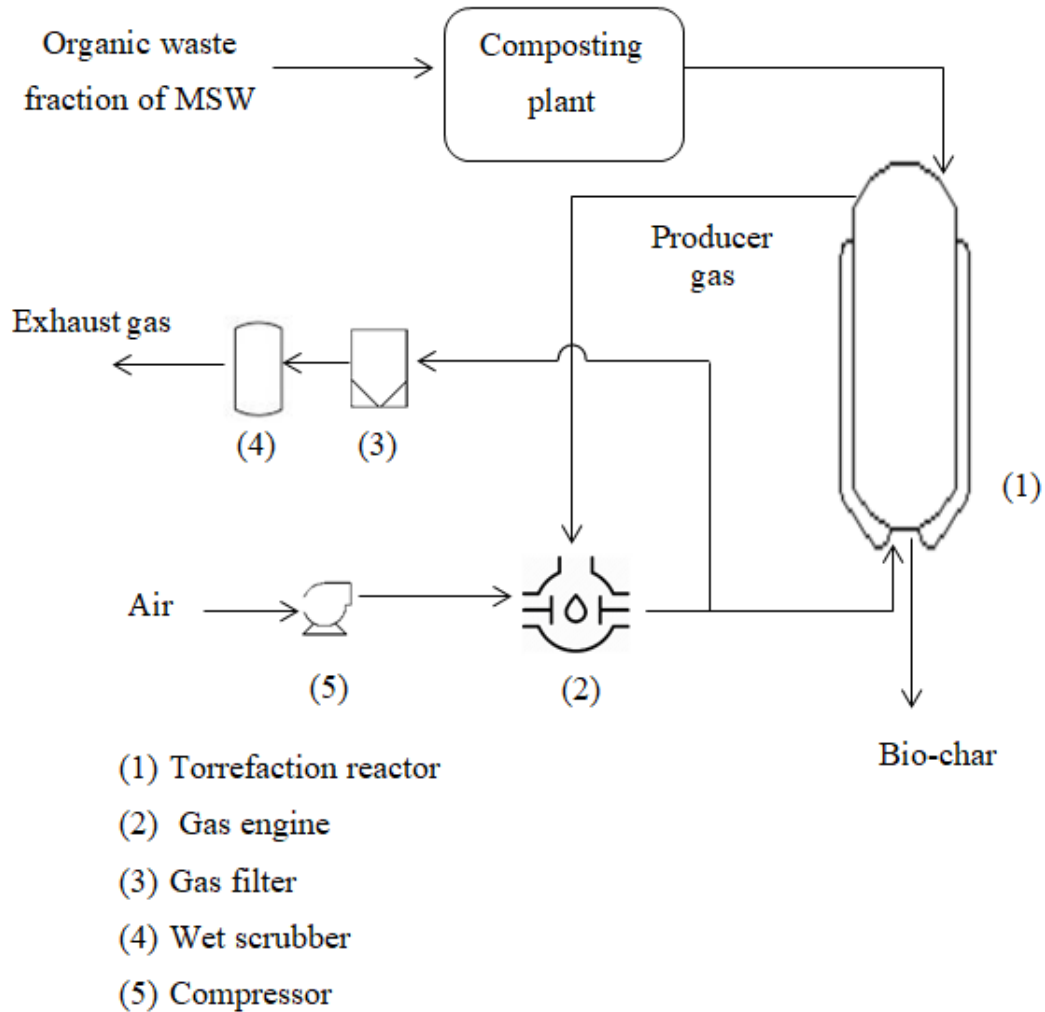 Organic waste
fraction of MSW
Composting
plant
Producer
gas
Exhaust gas
(4)
(3)
(1)
Air
(5)
(2)
Bio-char
(1) Torrefaction reactor
(2) Gas engine
(3) Gas filter
(4) Wet scrubber
(5) Compressor